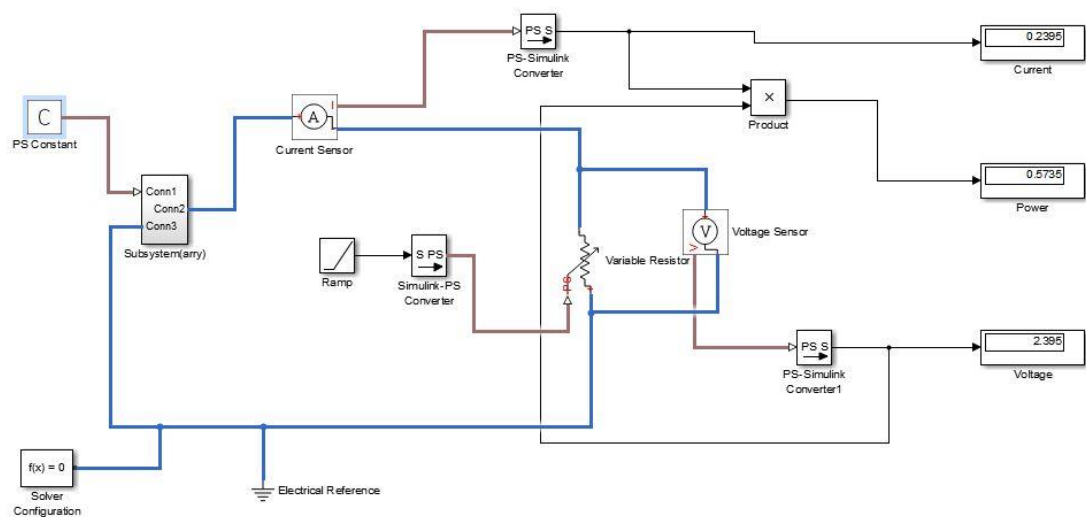 PS S
PS-Simulink
Converter
0.2395
Current
C
PS Constant
I
A
Current Sensor
×
Product
Conn1
Conn2
Conn3
Subsystem(arry)
0.5735
Power
V
Voltage Sensor
V
Ramp
S PS
Simulink-PS
Converter
Variable Resistor
PS
PS S
PS-Simulink
Converter1
2.395
Voltage
f(x) = 0
Solver
Configuration
Electrical Reference